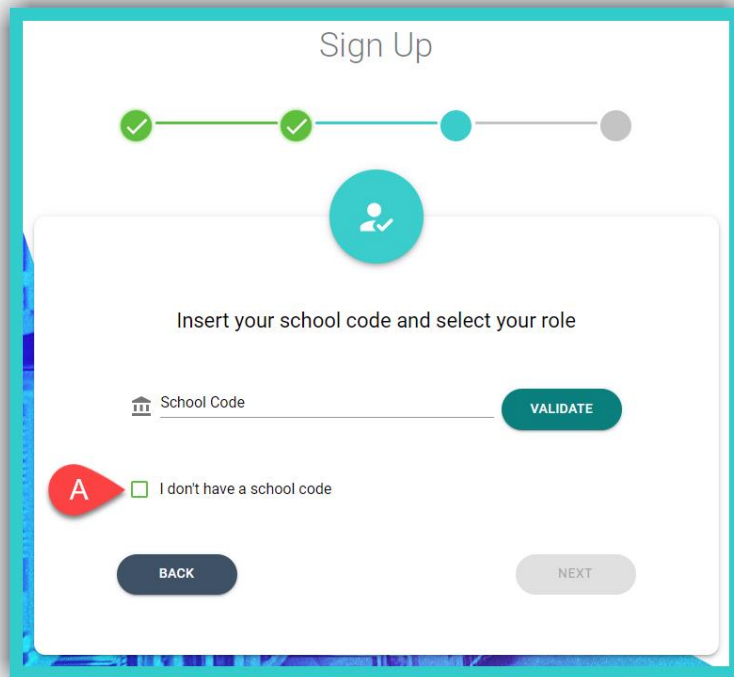 Sign Up
Insert your school code and select your role
School Code
VALIDATE
A
I don't have a school code
BACK
NEXT